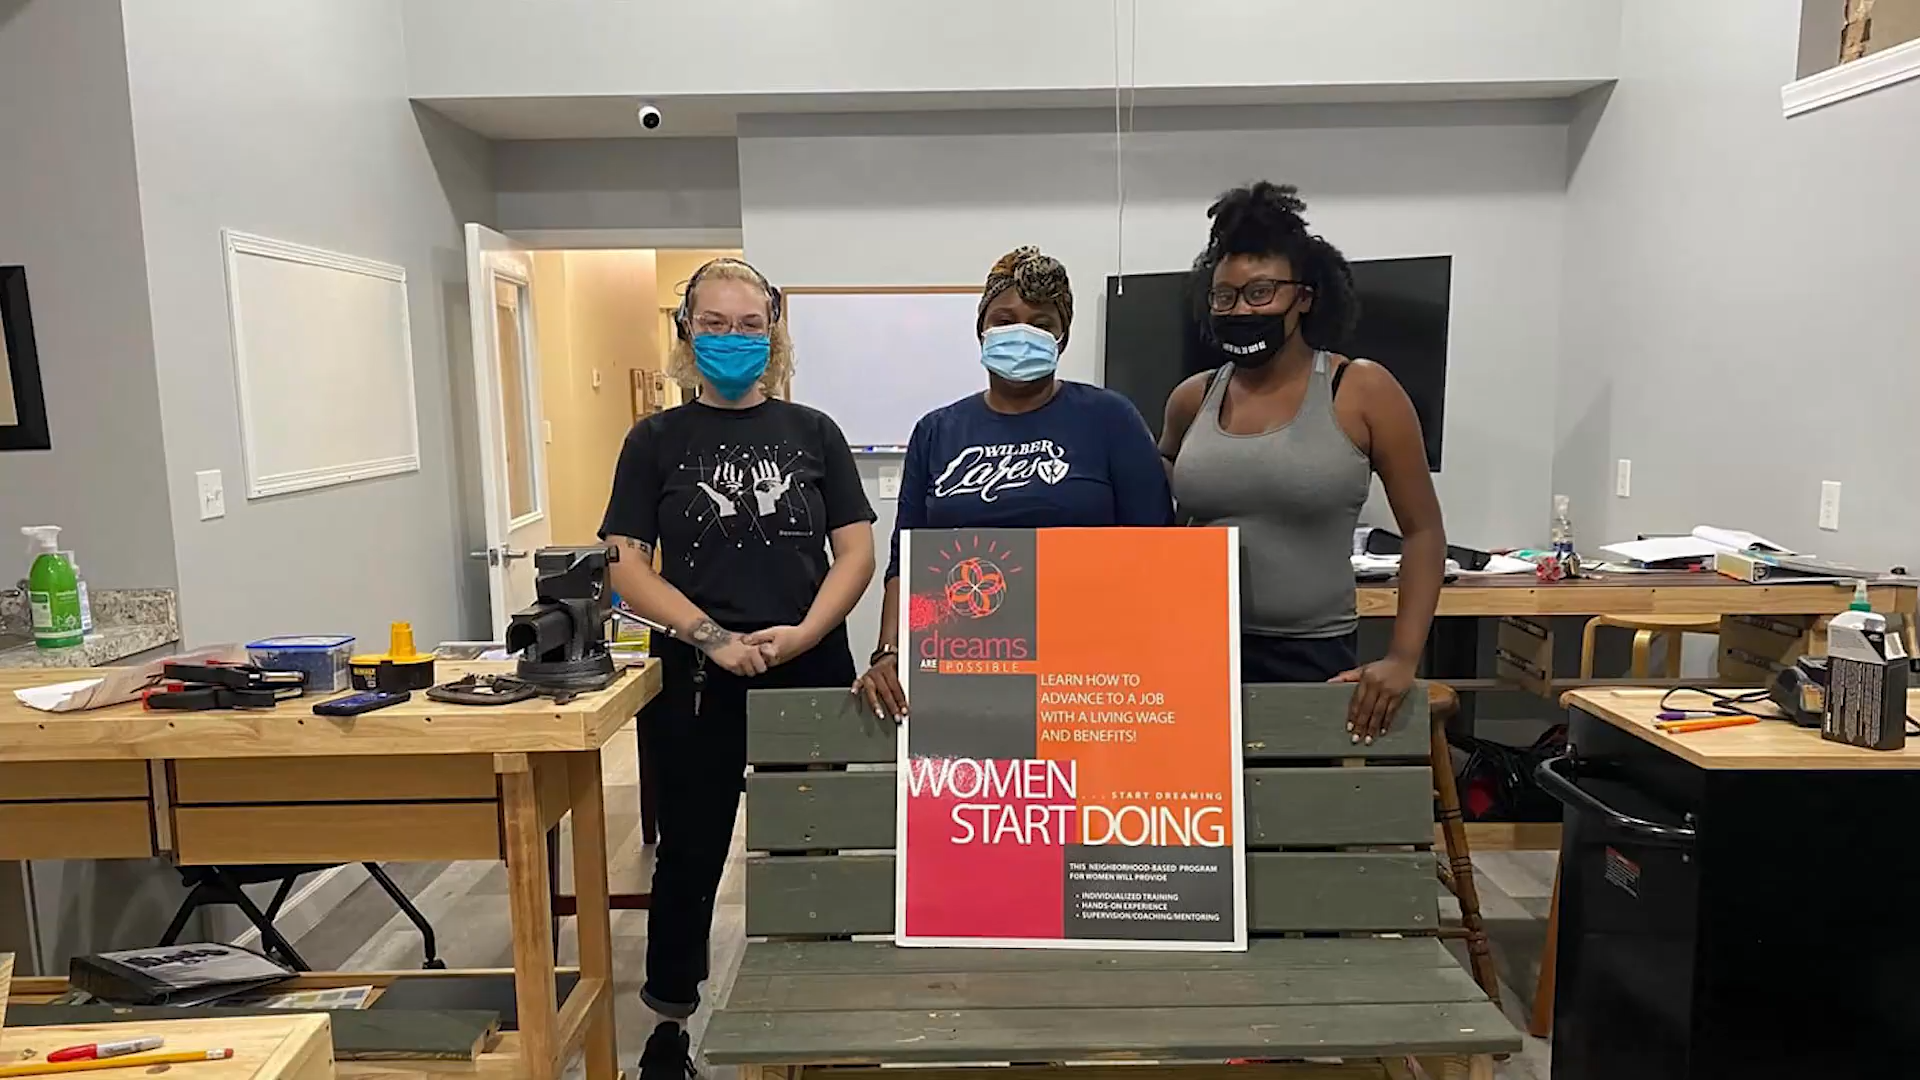 WILBER
Cares
dreams
ARE POSSIBLE
LEARN HOW TO
ADVANCE TO A JOB
WITH A LIVING WAGE
AND BENEFITS!
WOMEN
... START DREAMING
START DOING
THIS NEIGHBORHOOD-BASED PROGRAM
FOR WOMEN WILL PROVIDE
• INDIVIDUALIZED TRAINING
• HANDS-ON EXPERIENCE
• SUPERVISION/COACHING/MENTORING